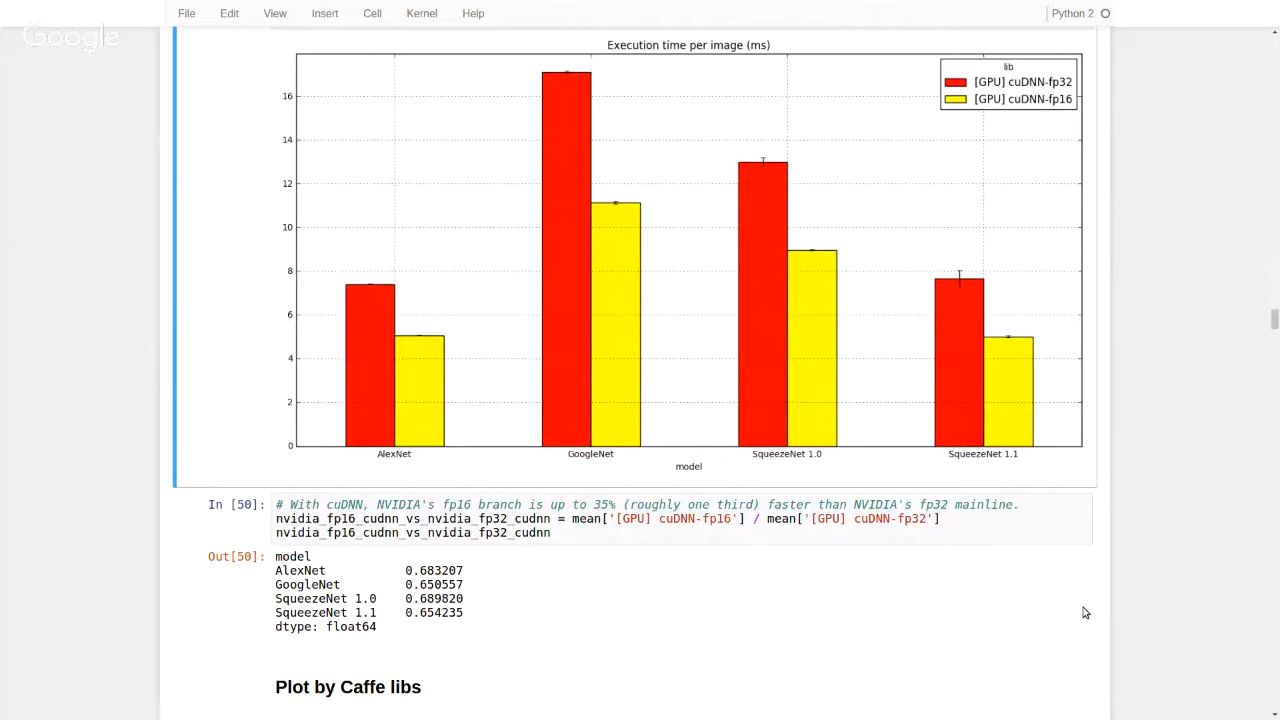 File Edit View Insert Cell Kernel Help Python 2
Google
Execution time per image (ms)
lib
[GPU] cuDNN-fp32
[GPU] cuDNN-fp16
16
14
12
10
8
6
4
2
0
AlexNet GoogleNet SqueezeNet 1.0 SqueezeNet 1.1
model
In [50]: # With cuDNN, NVIDIA's fp16 branch is up to 35% (roughly one third) faster than NVIDIA's fp32 mainline.
nvidia_fp16_cudnn_vs_nvidia_fp32_cudnn = mean['[GPU] cuDNN-fp16'] / mean['[GPU] cuDNN-fp32']
nvidia_fp16_cudnn_vs_nvidia_fp32_cudnn
Out[50]: model
AlexNet 0.683207
GoogleNet 0.650557
SqueezeNet 1.0 0.689820
SqueezeNet 1.1 0.654235
dtype: float64
Plot by Caffe libs